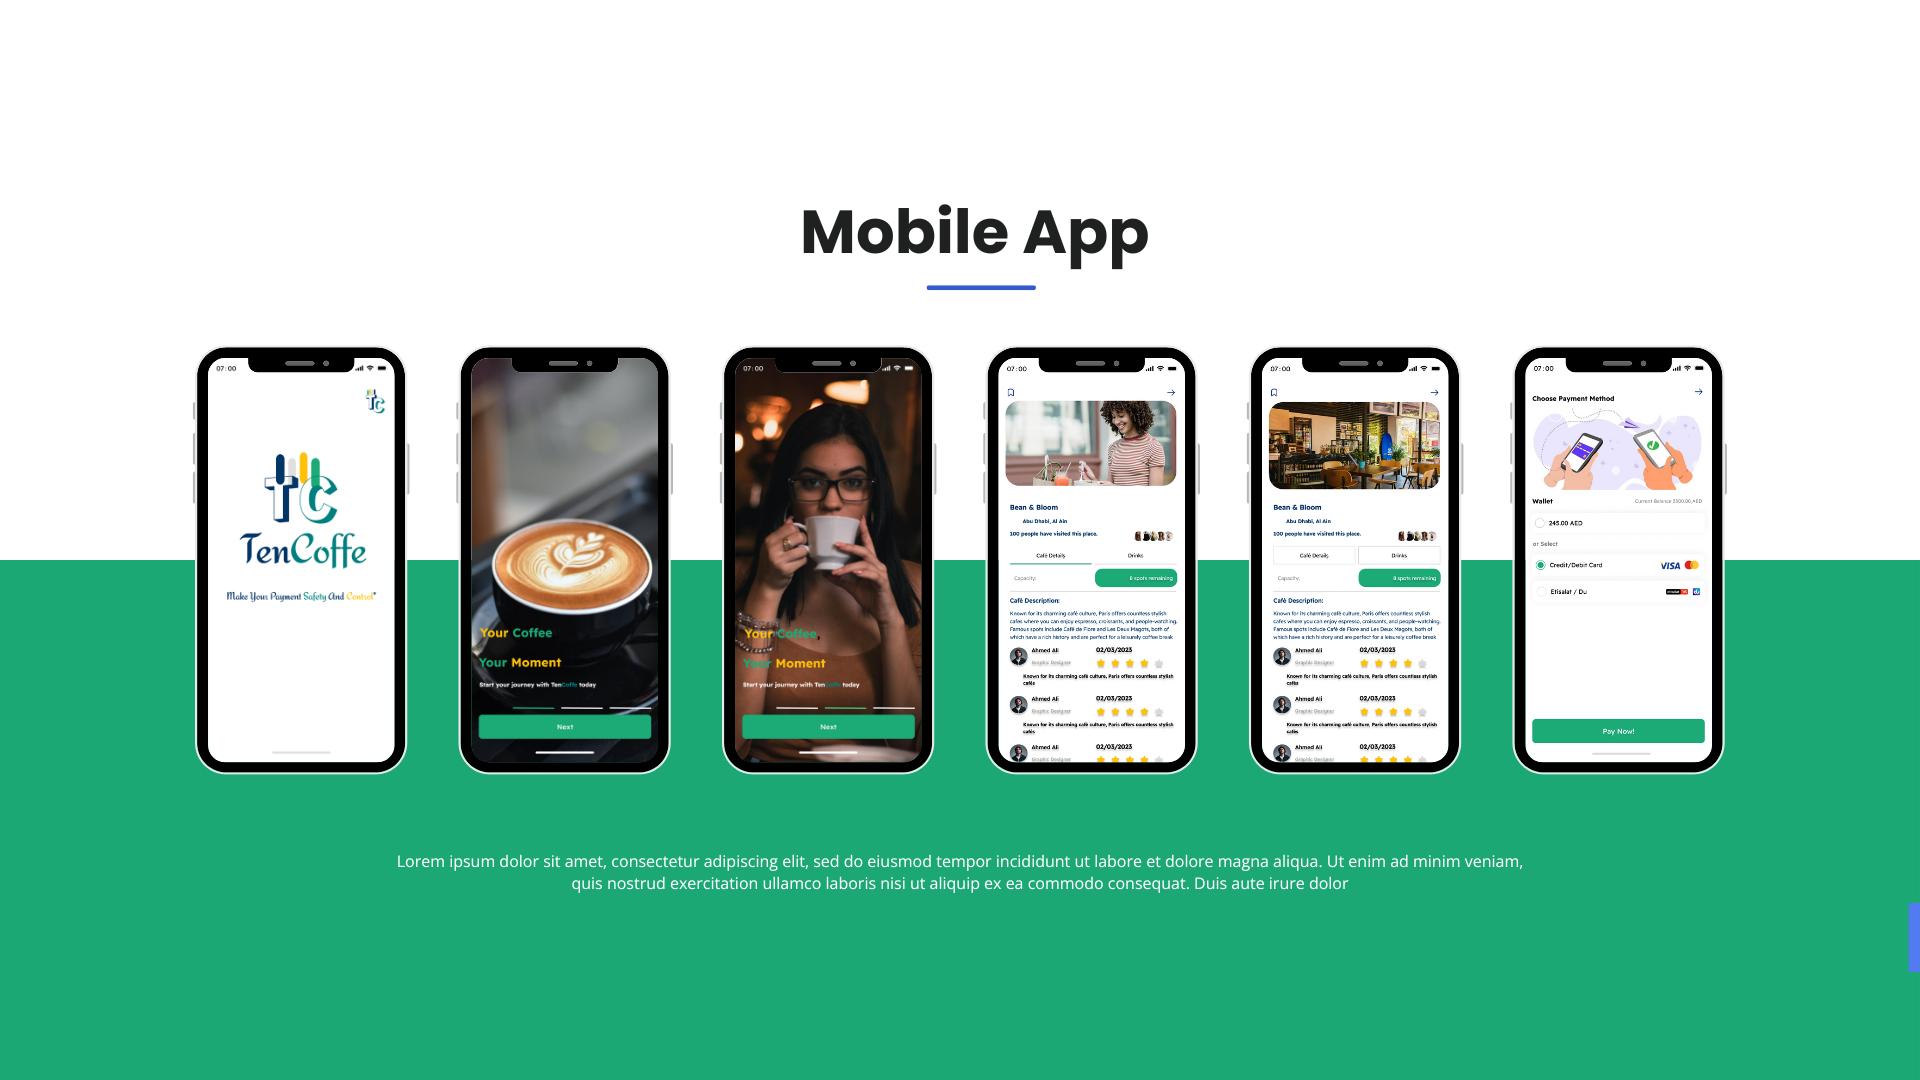 Mobile App
07:00
TC
TC
TenCoffe
Make Your Payment Safety And Control
Your Coffee
Your Moment
Start your journey with TenCoffe today
Next
07:00
Your Coffee
Your Moment
Start your journey with TenCoffe today
Next
07:00
Bean & Bloom
Abu Dhabi, Al Ain
100 people have visited this place.
Café Details
Drinks
Capacity:
8 spots remaining
Café Description:
Known for its charming café culture, Paris offers countless stylish
cafes where you can enjoy espresso, croissants, and people-watching.
Famous spots include Café de Flore and Les Deux Magots, both of
which have a rich history and are perfect for a leisurely coffee break
Ahmed Ali
02/03/2023
Graphic Designer
Known for its charming café culture, Paris offers countless stylish
cafés
Ahmed Ali
02/03/2023
Graphic Designer
Known for its charming café culture, Paris offers countless stylish
cafés
Ahmed Ali
02/03/2023
Graphic Designer
07:00
Bean & Bloom
Abu Dhabi, Al Ain
100 people have visited this place.
Café Details
Drinks
Capacity:
8 spots remaining
Café Description:
Known for its charming café culture, Paris offers countless stylish
cafes where you can enjoy espresso, croissants, and people-watching.
Famous spots include Café de Flore and Les Deux Magots, both of
which have a rich history and are perfect for a leisurely coffee break
Ahmed Ali
02/03/2023
Graphic Designer
Known for its charming café culture, Paris offers countless stylish
cafés
Ahmed Ali
02/03/2023
Graphic Designer
Known for its charming café culture, Paris offers countless stylish
cafés
Ahmed Ali
02/03/2023
Graphic Designer
07:00
Choose Payment Method
Wallet
Current Balance 3500.00 AED
245.00 AED
or Select
Credit/Debit Card
VISA
Etisalat / Du
du
Pay Now!
Lorem ipsum dolor sit amet, consectetur adipiscing elit, sed do eiusmod tempor incididunt ut labore et dolore magna aliqua. Ut enim ad minim veniam,
quis nostrud exercitation ullamco laboris nisi ut aliquip ex ea commodo consequat. Duis aute irure dolor